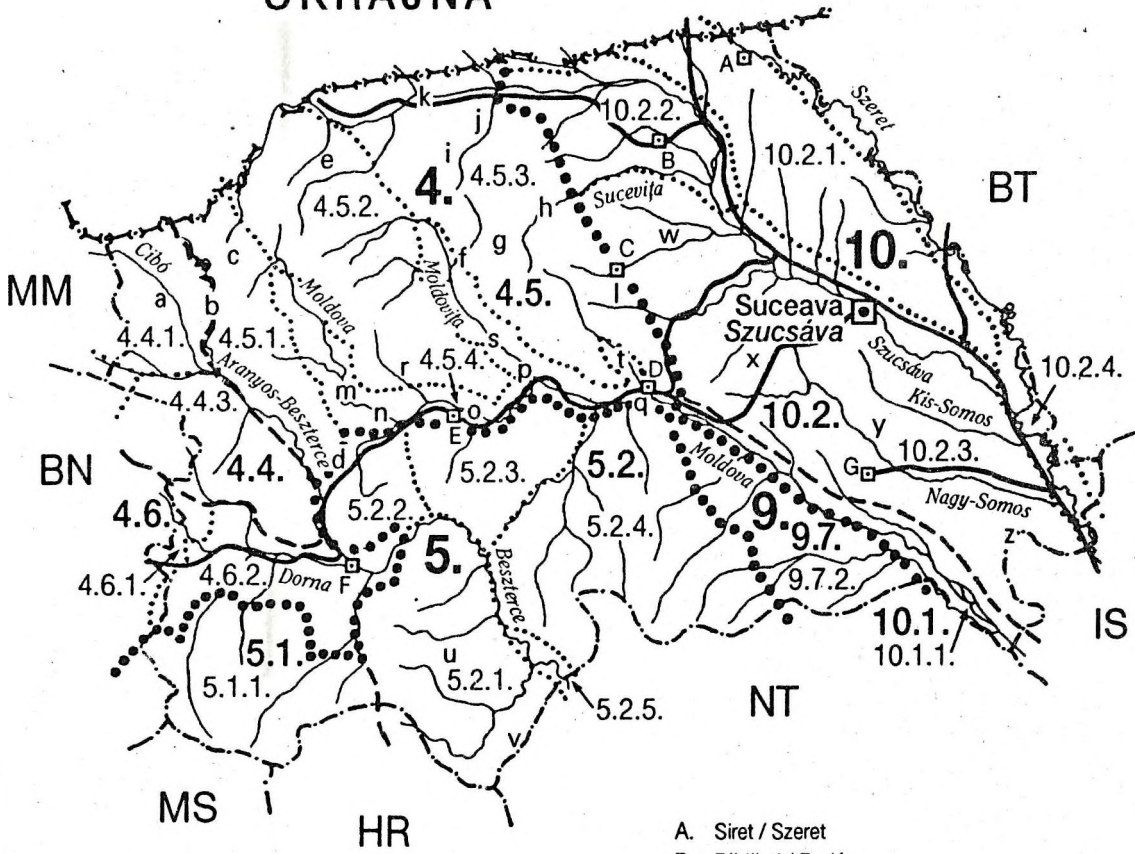 UKRAJNA
A
k
10.2.2.
Szeret
j
B
10.2.1.
e
i
4.
4.5.3.
BT
4.5.2.
h
Sucevița
Cibó
c
g
C
w
10.
MM
a
b
Moldova
Moldovița
f
4.5.
l
4.4.1.
4.5.1.
Suceava
Szucsáva
Aranyos-Beszterce
s
4.5.4.
r
p
t
D
x
Szucsáva
10.2.4.
4.4.3.
m
n
o
E
q
10.2.
Kis-Somos
d
y
BN
4.4.
5.2.3.
5.2.
Moldova
G
10.2.3.
4.6.
5.2.2.
9.
Nagy-Somos
5.2.4.
9.7.
z
4.6.1.
4.6.2.
Dorna
F
5.
Beszterce
9.7.2.
10.1.
IS
5.1.
10.1.1.
5.1.1.
u
5.2.1.
5.2.5.
NT
v
MS
HR
A. Siret / Szeret